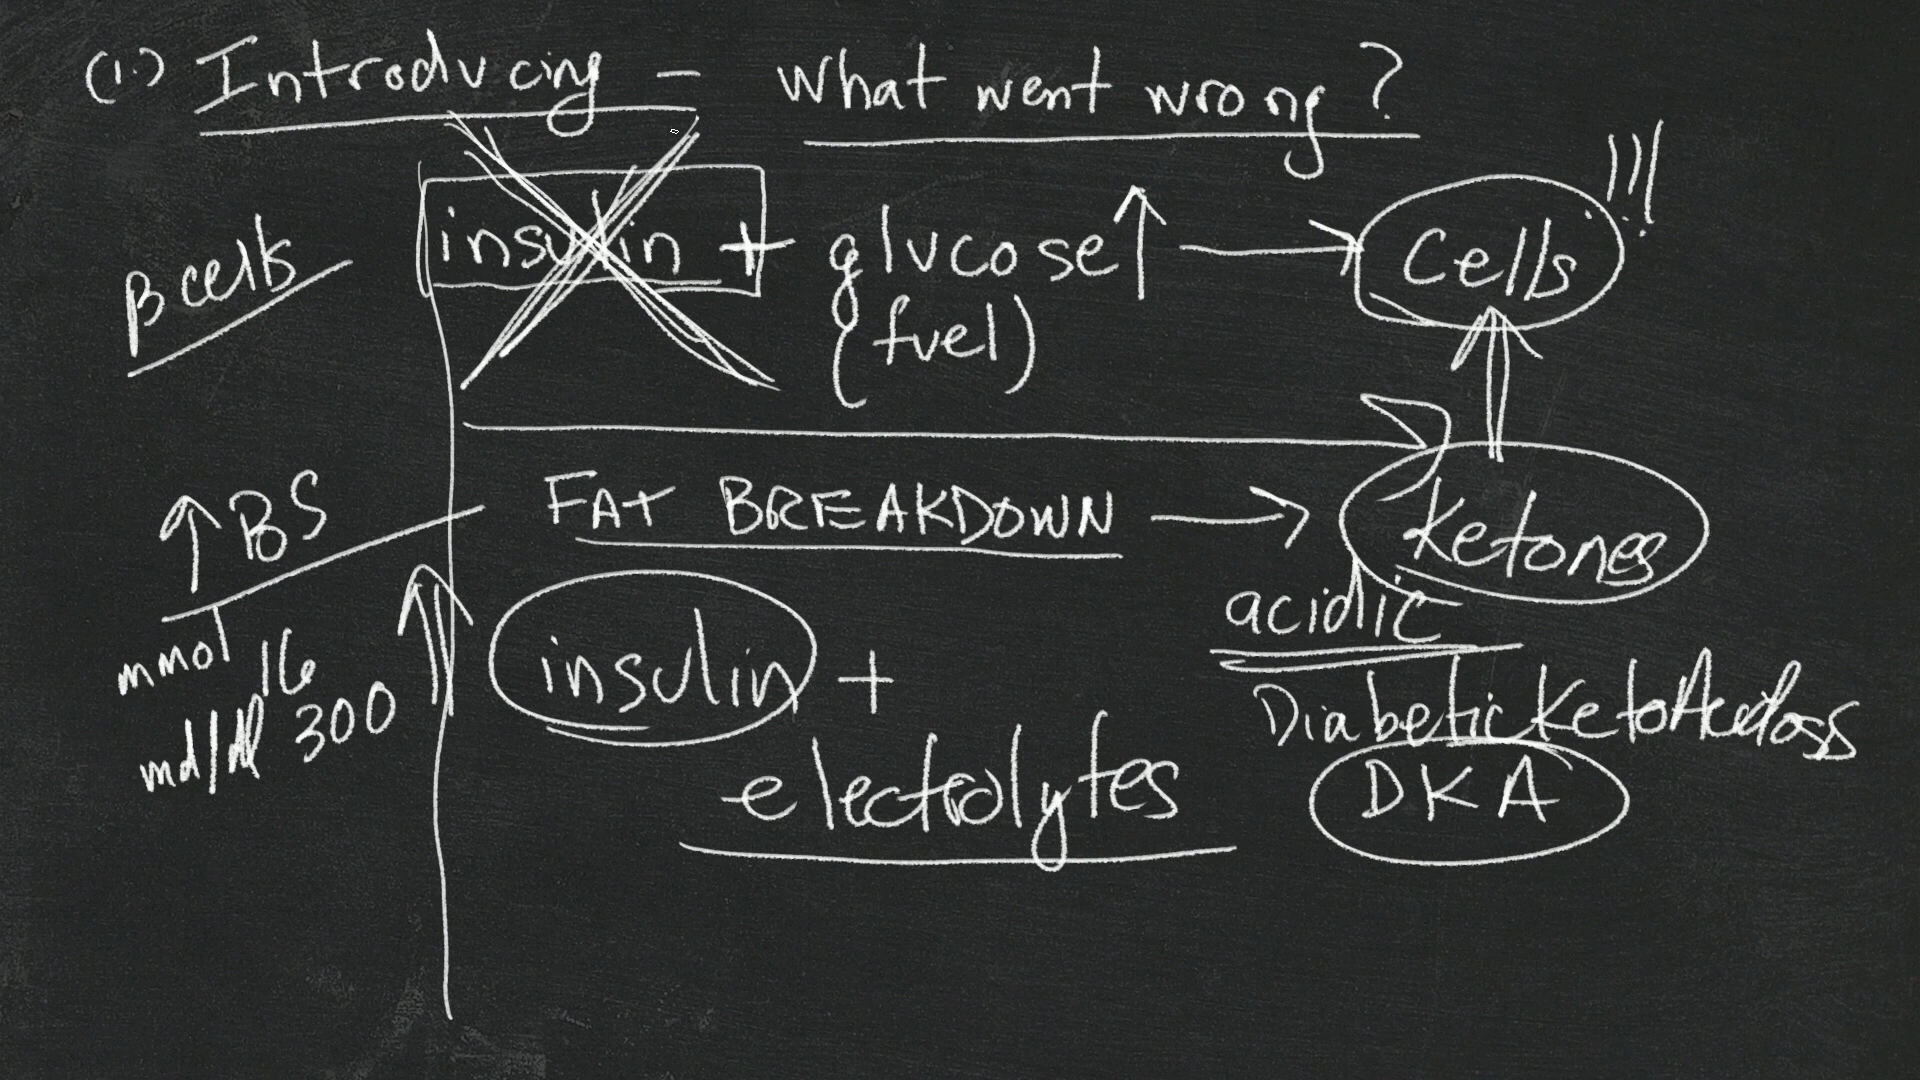 (1.) Introducing - What went wrong?
β cells
insulin + glucose ↑ → Cells !!!
(fuel)
↑ BS
FAT BREAKDOWN → Ketones
mmol 16
md/dl 300
insulin +
electrolytes
acidic
Diabetic KetoAcidosis
DKA